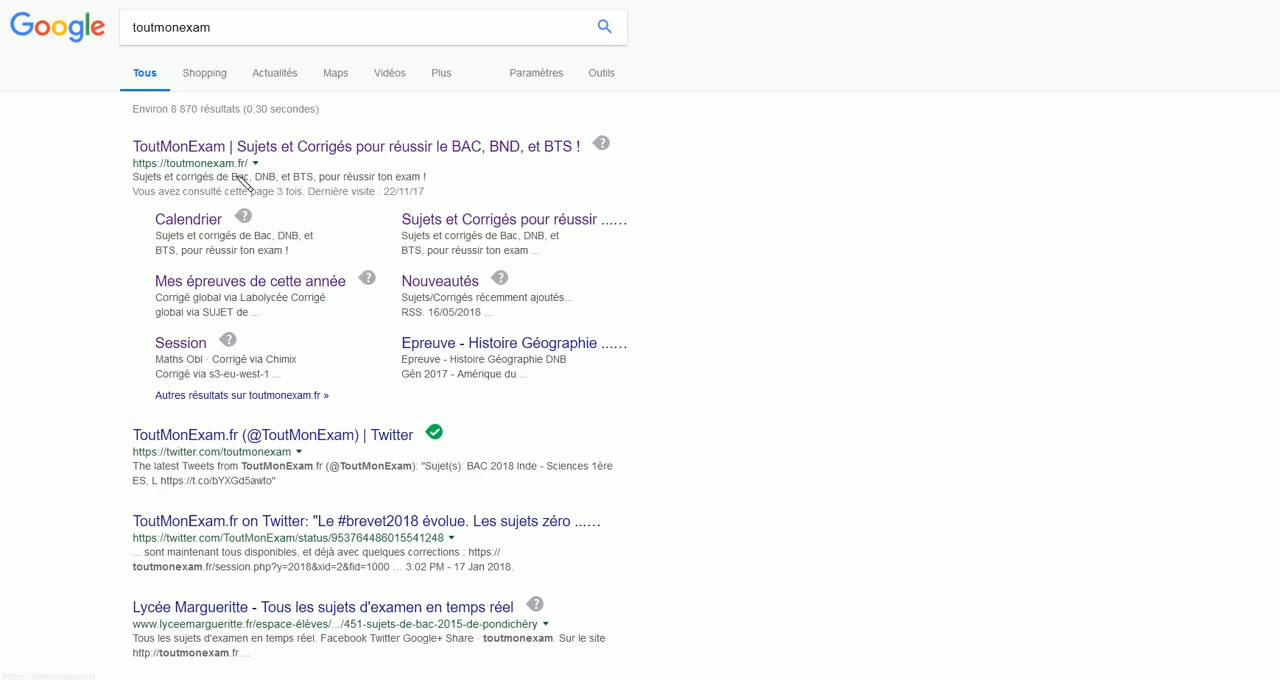 Google
toutmonexam
Tous Shopping Actualités Maps Vidéos Plus Paramètres Outils
Environ 8 870 résultats (0,30 secondes)
ToutMonExam | Sujets et Corrigés pour réussir le BAC, BND, et BTS !
https://toutmonexam.fr/
Sujets et corrigés de Bac, DNB, et BTS, pour réussir ton exam !
Vous avez consulté cette page 3 fois. Dernière visite : 22/11/17
Calendrier
Sujets et corrigés de Bac, DNB, et
BTS, pour réussir ton exam !
Sujets et Corrigés pour réussir ...…
Sujets et corrigés de Bac, DNB, et
BTS, pour réussir ton exam ...
Mes épreuves de cette année
Corrigé global via Labolycée Corrigé
global via SUJET de ...
Nouveautés
Sujets/Corrigés récemment ajoutés...
RSS. 16/05/2018 ...
Session
Maths Obl · Corrigé via Chimix
Corrigé via s3-eu-west-1 ...
Epreuve - Histoire Géographie ...…
Epreuve - Histoire Géographie DNB
Gén 2017 - Amérique du ...
Autres résultats sur toutmonexam.fr »
ToutMonExam.fr (@ToutMonExam) | Twitter
https://twitter.com/toutmonexam
The latest Tweets from ToutMonExam.fr (@ToutMonExam): "Sujet(s): BAC 2018 Inde - Sciences 1ère
ES, L https://t.co/bYXGd5awto"
ToutMonExam.fr on Twitter: "Le #brevet2018 évolue. Les sujets zéro ...…
https://twitter.com/ToutMonExam/status/953764486015541248
... sont maintenant tous disponibles, et déjà avec quelques corrections : https://
toutmonexam.fr/session.php?y=2018&xid=2&fid=1000 ... 3:02 PM - 17 Jan 2018.
Lycée Margueritte - Tous les sujets d'examen en temps réel
www.lyceemargueritte.fr/espace-élèves/.../451-sujets-de-bac-2015-de-pondichéry
Tous les sujets d'examen en temps réel. Facebook Twitter Google+ Share · toutmonexam. Sur le site
http://toutmonexam.fr ...
https://toutmonexam.fr